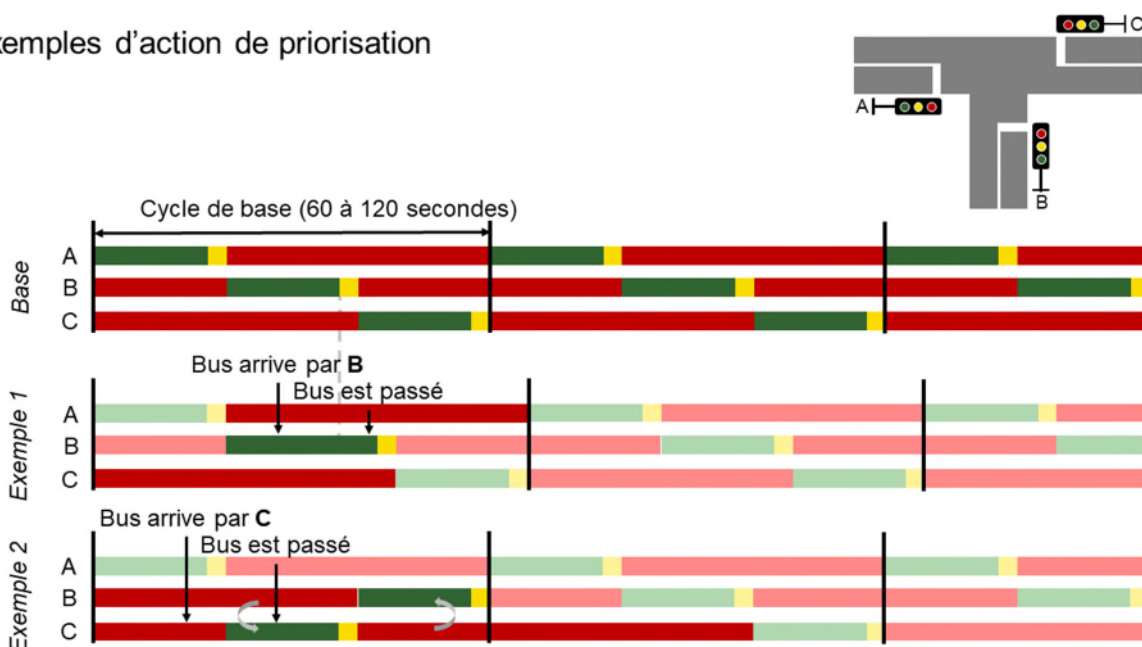 xemples d'action de priorisation
C
A
B
Cycle de base (60 à 120 secondes)
Base
A
B
C
Bus arrive par B
Bus est passé
Exemple 1
A
B
C
Bus arrive par C
Bus est passé
Exemple 2
A
B
C